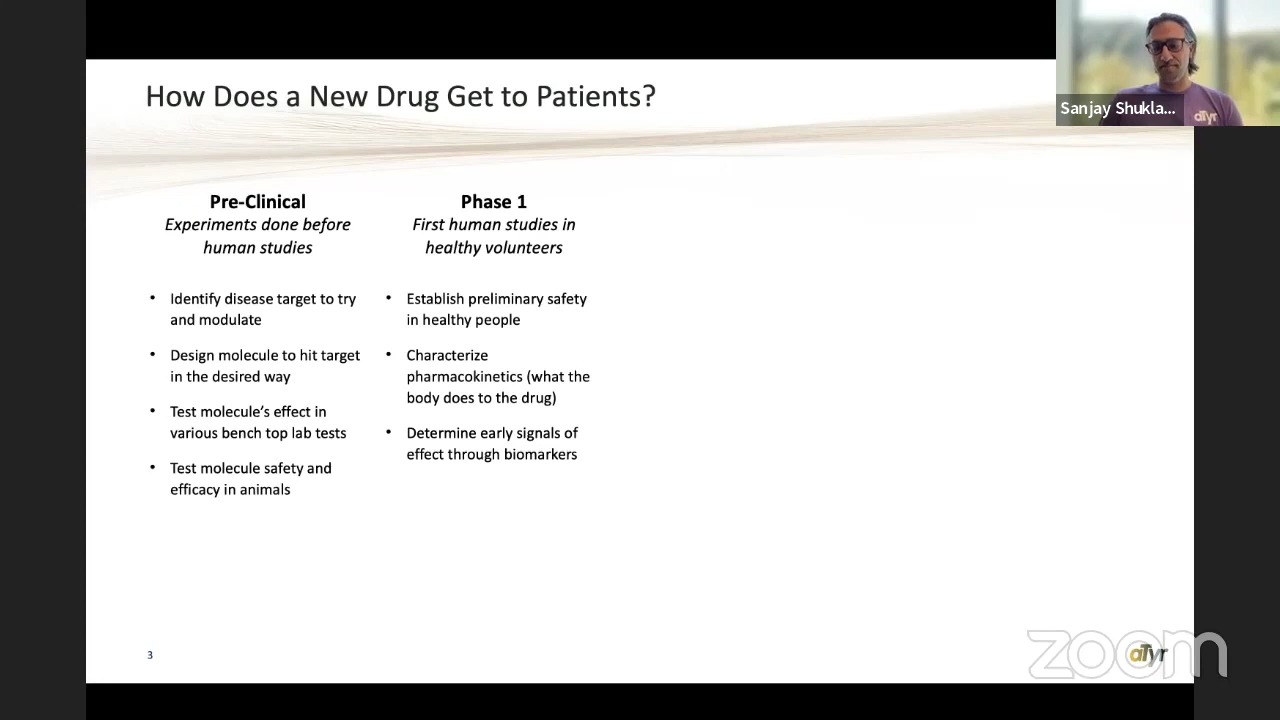 How Does a New Drug Get to Patients?
Sanjay Shukla...
aTyr
Pre-Clinical
Experiments done before
human studies
• Identify disease target to try
and modulate
• Design molecule to hit target
in the desired way
• Test molecule's effect in
various bench top lab tests
• Test molecule safety and
efficacy in animals
Phase 1
First human studies in
healthy volunteers
• Establish preliminary safety
in healthy people
• Characterize
pharmacokinetics (what the
body does to the drug)
• Determine early signals of
effect through biomarkers
3
zoom
aTyr